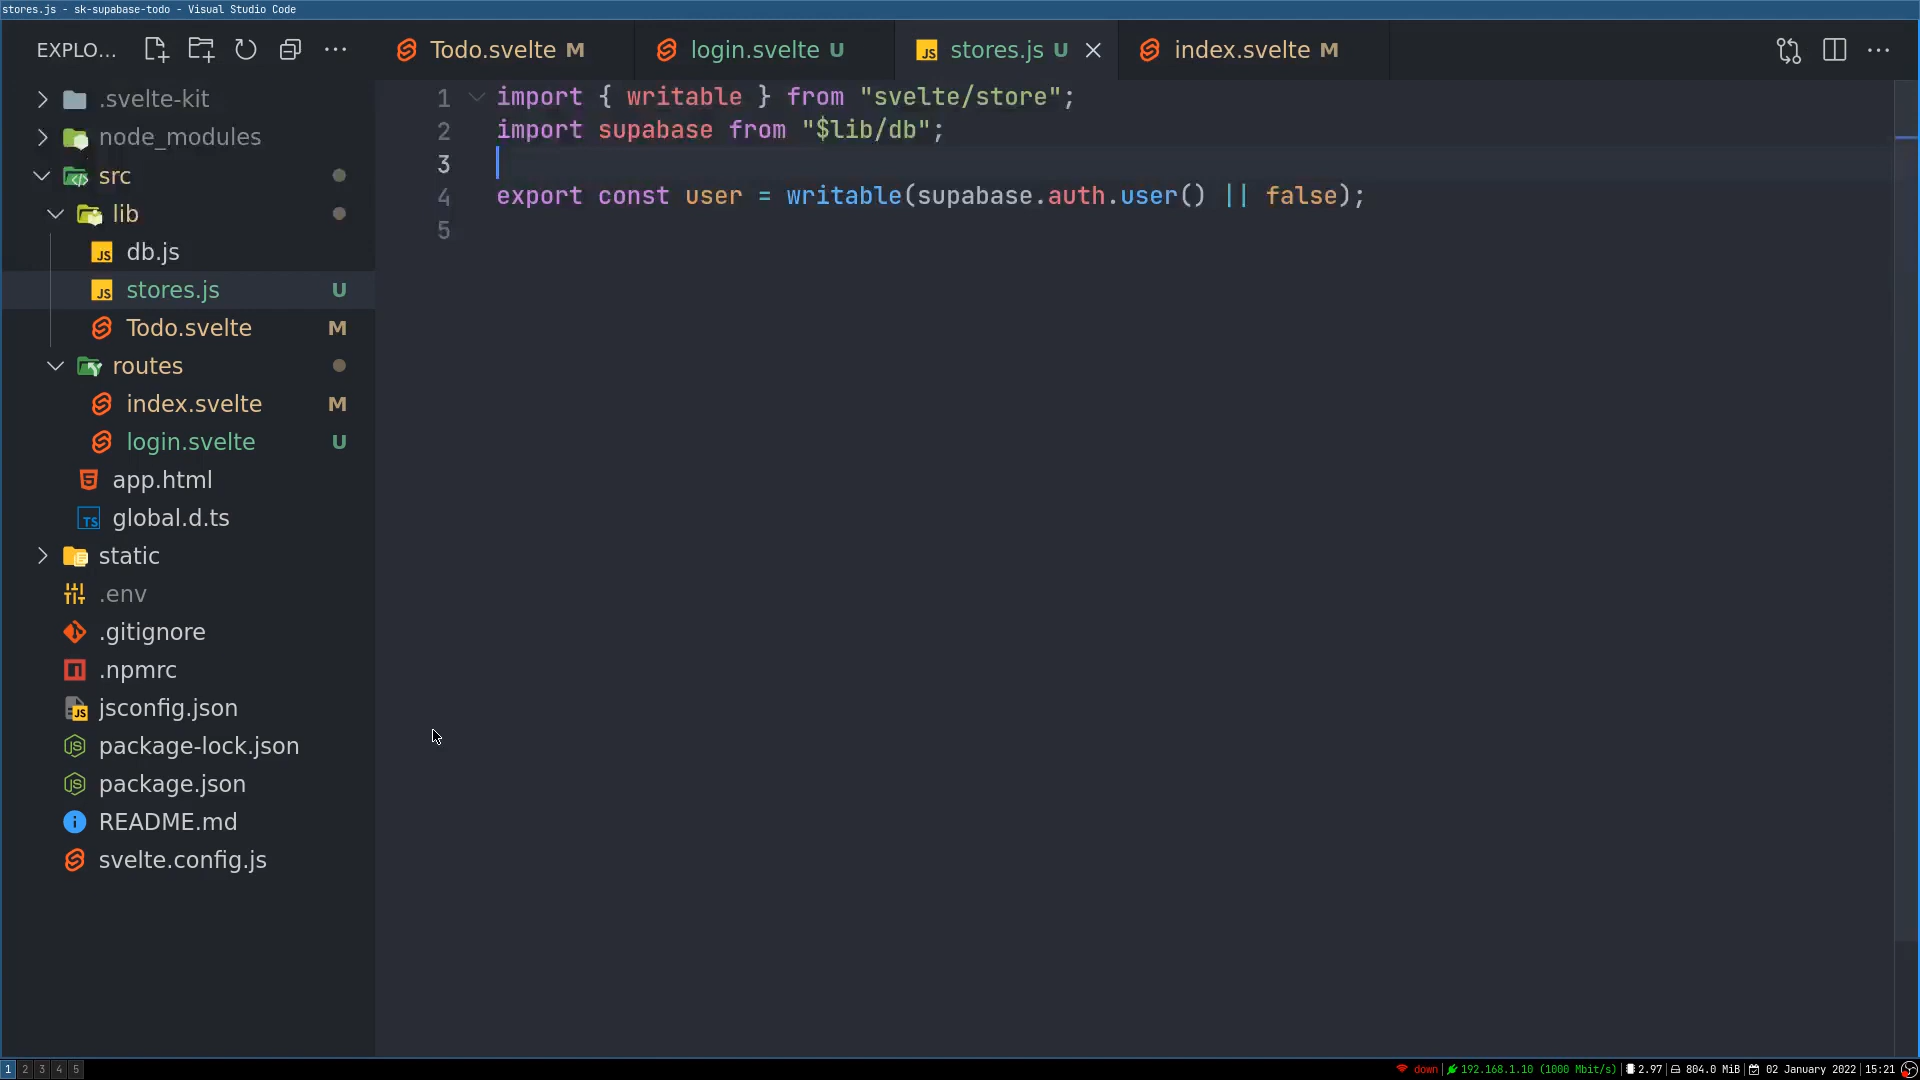 stores.js - sk-supabase-todo - Visual Studio Code
EXPLO...
Todo.svelte M
login.svelte U
stores.js U
index.svelte M
.svelte-kit
node_modules
src
lib
db.js
stores.js U
Todo.svelte M
routes
index.svelte M
login.svelte U
app.html
global.d.ts
static
.env
.gitignore
.npmrc
jsconfig.json
package-lock.json
package.json
README.md
svelte.config.js
1 import { writable } from "svelte/store";
2 import supabase from "$lib/db";
3
4 export const user = writable(supabase.auth.user() || false);
5
1 2 3 4 5
down | 192.168.1.10 (1000 Mbit/s) | 2.97 | 804.0 MiB | 02 January 2022 | 15:21